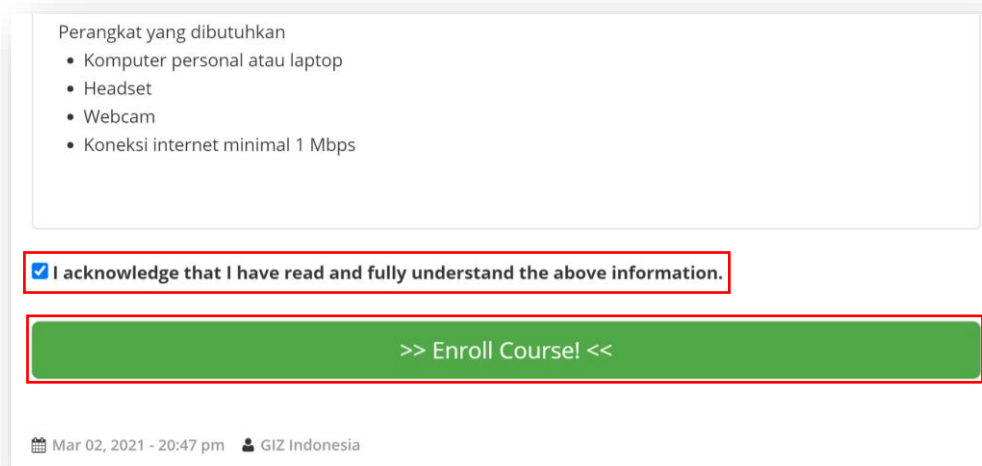 Perangkat yang dibutuhkan
• Komputer personal atau laptop
• Headset
• Webcam
• Koneksi internet minimal 1 Mbps
I acknowledge that I have read and fully understand the above information.
>> Enroll Course! <<
Mar 02, 2021 - 20:47 pm GIZ Indonesia